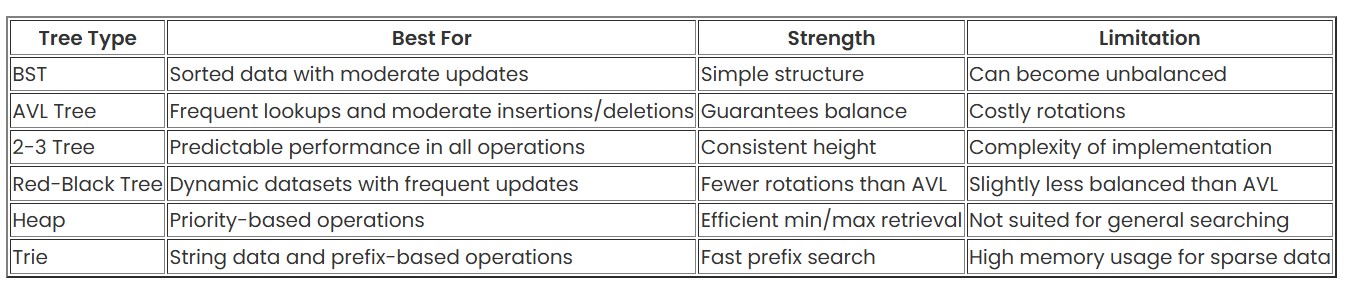 Tree Type Best For Strength Limitation
BST Sorted data with moderate updates Simple structure Can become unbalanced
AVL Tree Frequent lookups and moderate insertions/deletions Guarantees balance Costly rotations
2-3 Tree Predictable performance in all operations Consistent height Complexity of implementation
Red-Black Tree Dynamic datasets with frequent updates Fewer rotations than AVL Slightly less balanced than AVL
Heap Priority-based operations Efficient min/max retrieval Not suited for general searching
Trie String data and prefix-based operations Fast prefix search High memory usage for sparse data